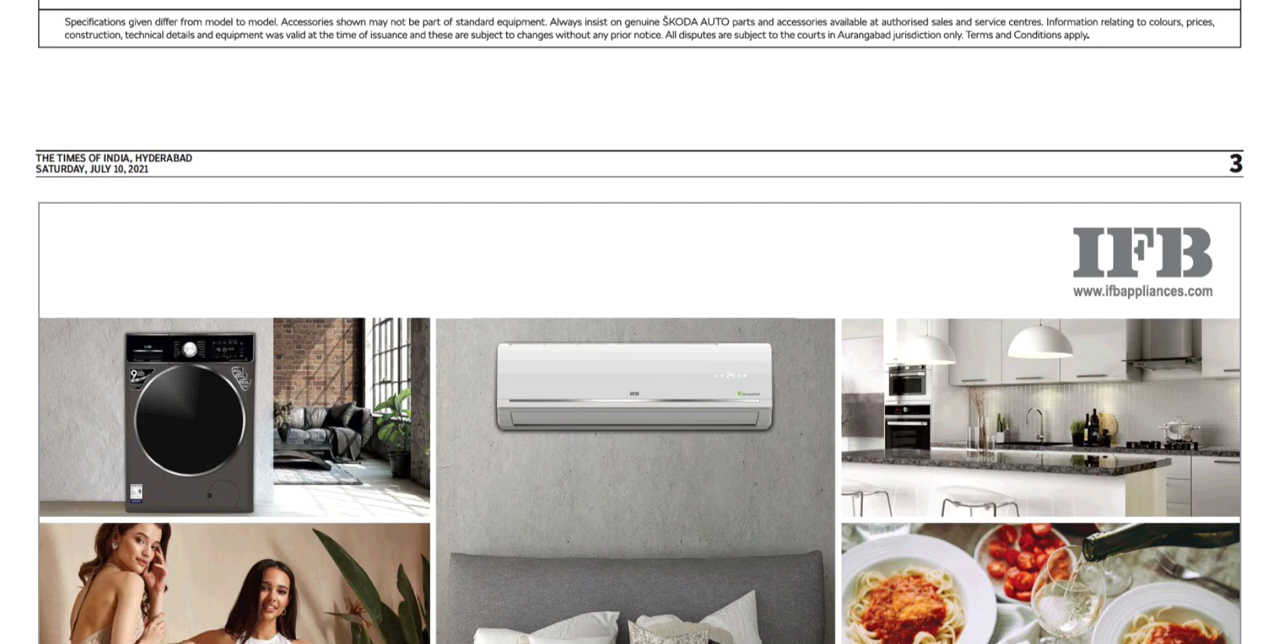 Specifications given differ from model to model. Accessories shown may not be part of standard equipment. Always insist on genuine ŠKODA AUTO parts and accessories available at authorised sales and service centres. Information relating to colours, prices,
construction, technical details and equipment was valid at the time of issuance and these are subject to changes without any prior notice. All disputes are subject to the courts in Aurangabad jurisdiction only. Terms and Conditions apply.
THE TIMES OF INDIA, HYDERABAD
SATURDAY, JULY 10, 2021
3
IFB
www.ifbappliances.com
9
24
IFB